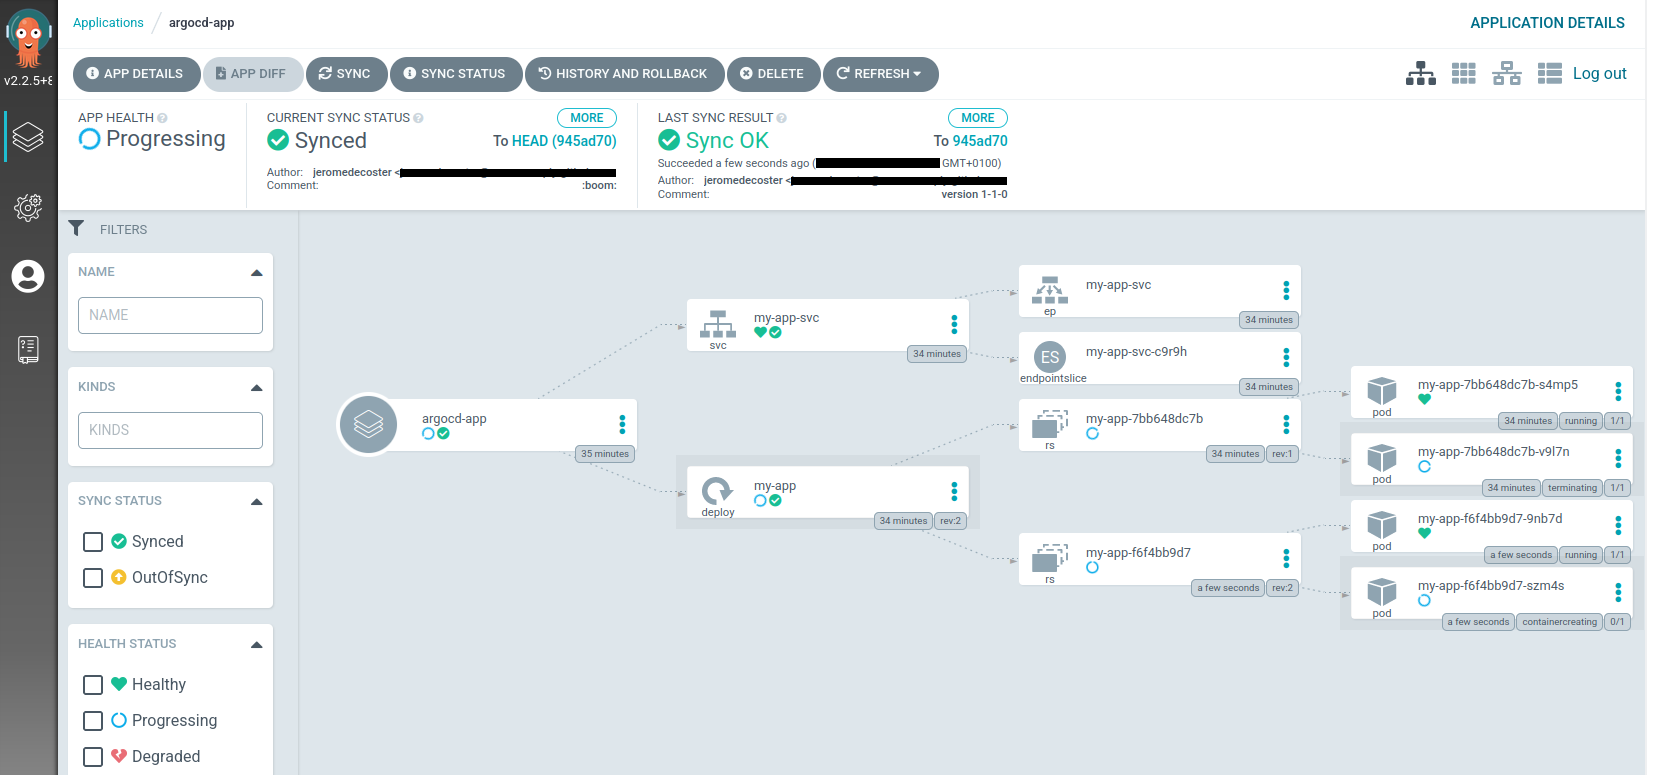 Applications / argocd-app
APPLICATION DETAILS
v2.2.5+8
APP DETAILS
APP DIFF
SYNC
SYNC STATUS
HISTORY AND ROLLBACK
DELETE
REFRESH
Log out
APP HEALTH
Progressing
CURRENT SYNC STATUS
MORE
Synced
To HEAD (945ad70)
Author: jeromedecoster <
Comment: :boom:
LAST SYNC RESULT
MORE
Sync OK
To 945ad70
Succeeded a few seconds ago ( GMT+0100)
Author: jeromedecoster <
Comment: version 1-1-0
FILTERS
NAME
NAME
KINDS
KINDS
SYNC STATUS
Synced
OutOfSync
HEALTH STATUS
Healthy
Progressing
Degraded
argocd-app
35 minutes
my-app-svc
svc
34 minutes
my-app
deploy
34 minutes rev:2
my-app-svc
ep
34 minutes
ES
my-app-svc-c9r9h
endpointslice
34 minutes
my-app-7bb648dc7b
rs
34 minutes rev:1
my-app-f6f4bb9d7
rs
a few seconds rev:2
my-app-7bb648dc7b-s4mp5
pod
34 minutes running 1/1
my-app-7bb648dc7b-v9l7n
pod
34 minutes terminating 1/1
my-app-f6f4bb9d7-9nb7d
pod
a few seconds running 1/1
my-app-f6f4bb9d7-szm4s
pod
a few seconds containercreating 0/1